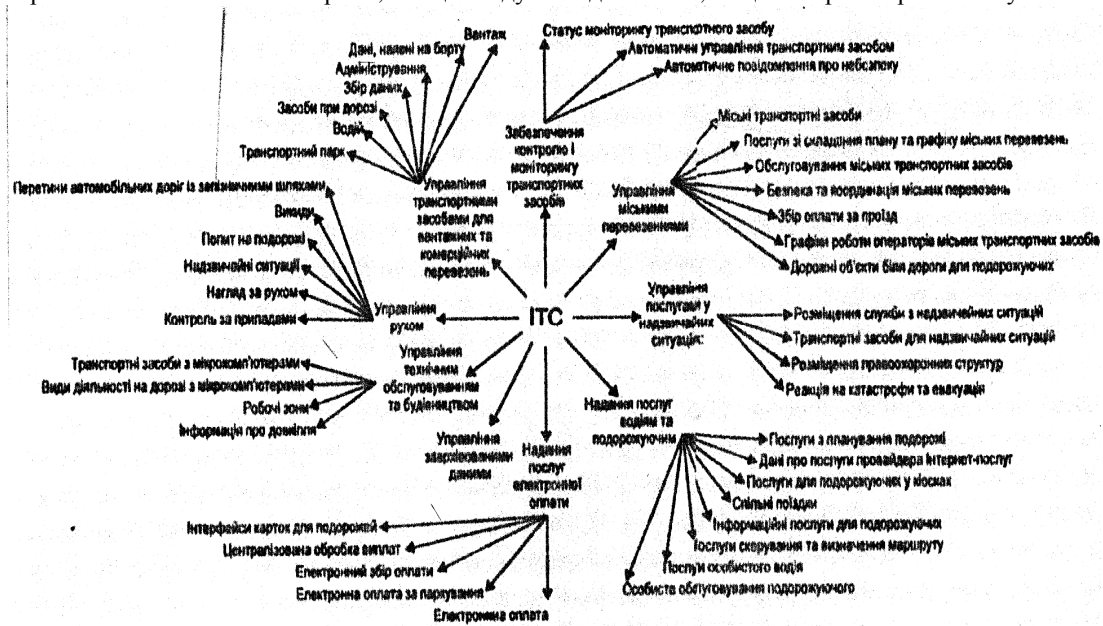 Статус моніторингу транспортного засобу
Автоматичн управління транспортним засобом
Автоматичне повідомлення про небезпеку
Забезпечення
контролю і
моніторингу
транспортних
засобів
Вантаж
Дані, наявні на борту
Адміністрування
Збір даних
Засоби при дорозі
Водій
Транспортний парк
Управління
транспортними
засобами для
вантажних та
комерційних
перевезень
Міські транспортні засоби
Послуги зі складання плану та графіку міських перевезень
Обслуговування міських транспортних засобів
Безпека та координація міських перевезень
Збір оплати за проїзд
Графіки роботи операторів міських транспортних засобів
Дорожні об'єкти біля дороги для подорожуючих
Управління
міськими
перевезеннями
Перетини автомобільних доріг із залізничними шляхами
Викиди
Попит на подорожі
Надзвичайні ситуації
Нагляд за рухом
Контроль за приладами
Управління
рухом
ІТС
Управління
послугами у
надзвичайних
ситуація:
Розміщення служби з надзвичейних ситуацій
Транспортні засоби для надзвичайних ситуацій
Розміщення правоохоронних структур
Реакція на катастрофи та евакуація
Транспортні засоби з мікрокомп'ютерами
Види діяльності на дорозі з мікрокомп'ютерами
Робочі зони
Інформація про довкілля
Управління
технічним
обслуговуванням
та будівництвом
Управління
заархівованими
даними
Надання
послуг
електронної
оплати
Надання послуг
водіям та
подорожуючим
Послуги з планування подорожі
Дані про послуги провайдера Інтернет-послуг
Послуги для подорожуючих у кіосках
Спільні поїздки
Інформаційні послуги для подорожуючих
Послуги скерування та визначення маршруту
Послуги особистого водія
Особисте обслуговування подорожуючого
Інтерфейси карток для подорожей
Централізована обробка виплат
Електронний збір оплати
Електронна оплата за паркування
Електронна оплата